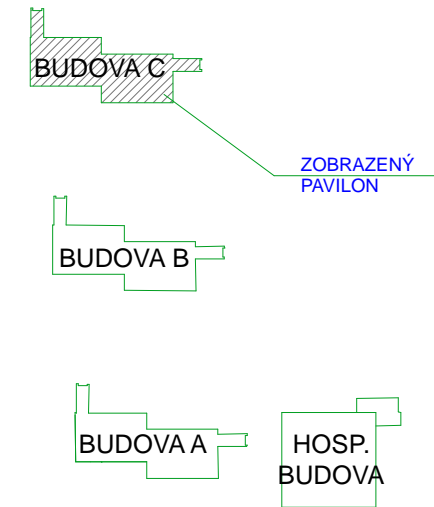 BUDOVA C
ZOBRAZENÝ
PAVILON
BUDOVA B
BUDOVA A
HOSP.
BUDOVA